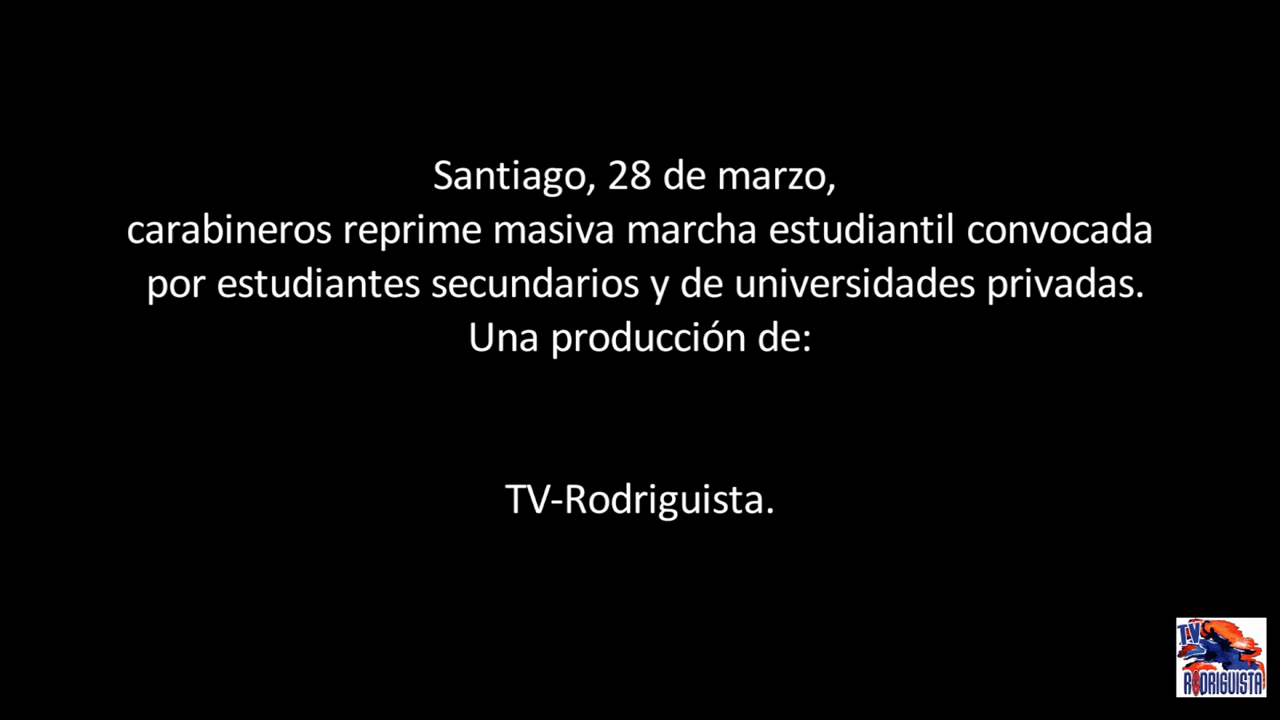 Santiago, 28 de marzo,
carabineros reprime masiva marcha estudiantil convocada
por estudiantes secundarios y de universidades privadas.
Una producción de:
TV-Rodriguista.
TV
RODRIGUISTA